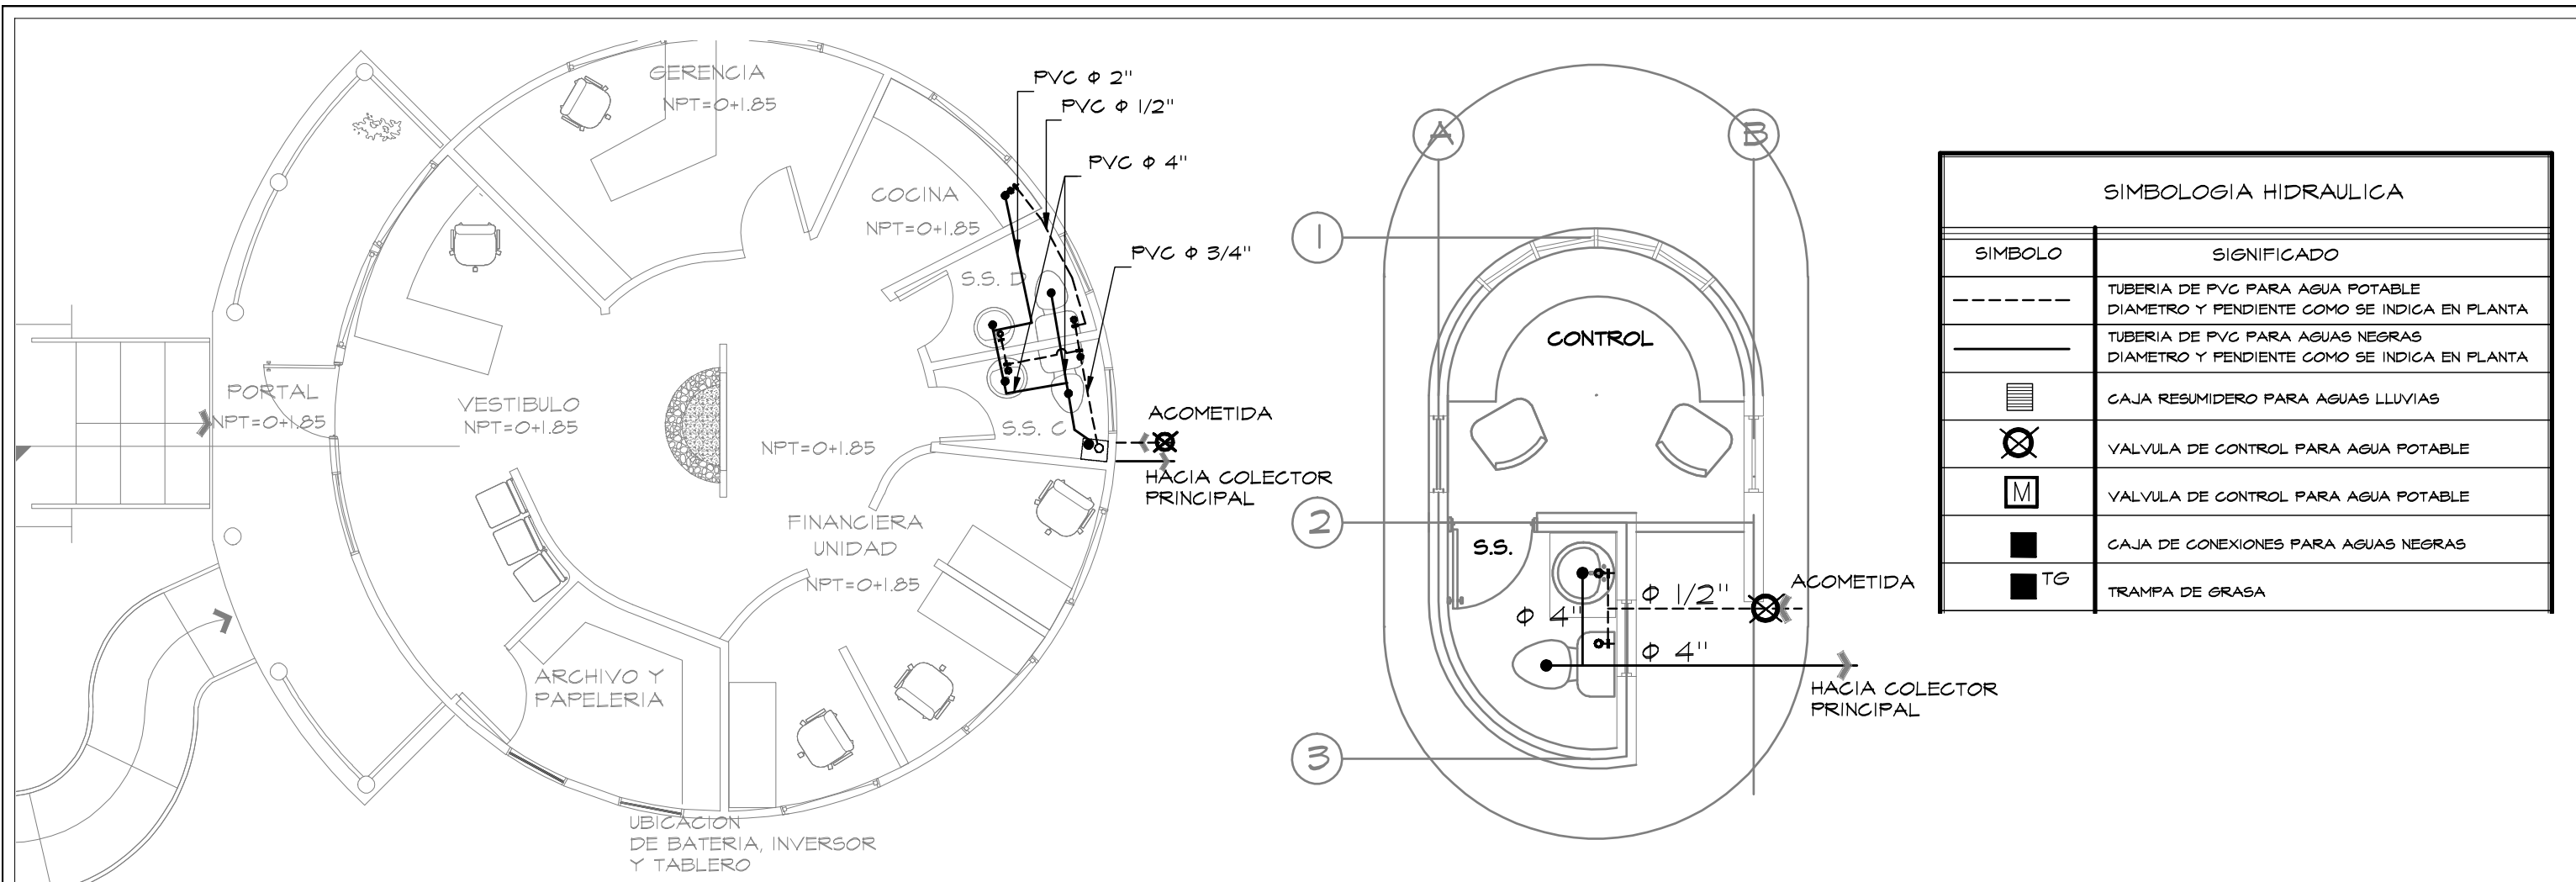 GERENCIA
NPT=0+1.85
COCINA
NPT=0+1.85
PVC Φ 2"
PVC Φ 1/2"
PVC Φ 4"
PVC Φ 3/4"
S.S. D
S.S. C
PORTAL
NPT=0+1.85
VESTIBULO
NPT=0+1.85
NPT=0+1.85
ACOMETIDA
HACIA COLECTOR
PRINCIPAL
FINANCIERA
UNIDAD
NPT=0+1.85
ARCHIVO Y
PAPELERIA
UBICACION
DE BATERIA, INVERSOR
Y TABLERO
A
B
1
2
3
CONTROL
S.S.
Φ 1/2"
Φ 4"
Φ 4"
ACOMETIDA
HACIA COLECTOR
PRINCIPAL
SIMBOLOGIA HIDRAULICA
SIMBOLO
SIGNIFICADO
TUBERIA DE PVC PARA AGUA POTABLE
DIAMETRO Y PENDIENTE COMO SE INDICA EN PLANTA
TUBERIA DE PVC PARA AGUAS NEGRAS
DIAMETRO Y PENDIENTE COMO SE INDICA EN PLANTA
CAJA RESUMIDERO PARA AGUAS LLUVIAS
VALVULA DE CONTROL PARA AGUA POTABLE
M
VALVULA DE CONTROL PARA AGUA POTABLE
CAJA DE CONEXIONES PARA AGUAS NEGRAS
TG
TRAMPA DE GRASA